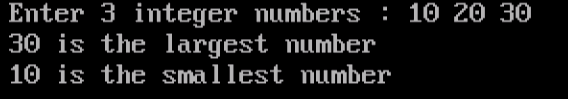 Enter 3 integer numbers : 10 20 30
30 is the largest number
10 is the smallest number